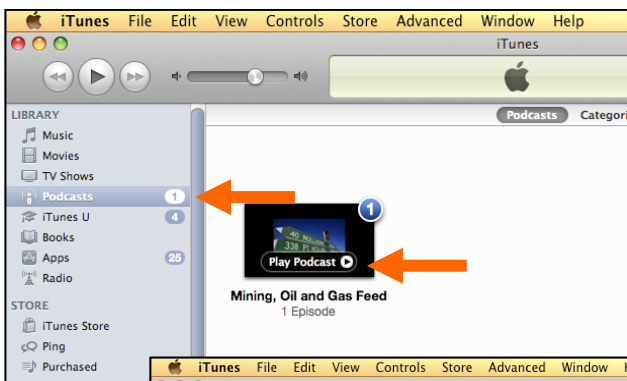 iTunes File Edit View Controls Store Advanced Window Help
iTunes
LIBRARY
Music
Movies
TV Shows
Podcasts 1
iTunes U 4
Books
Apps 25
Radio
STORE
iTunes Store
Ping
Purchased
Podcasts Categori
1
40
338
Play Podcast
Mining, Oil and Gas Feed
1 Episode
iTunes File Edit View Controls Store Advanced Window H